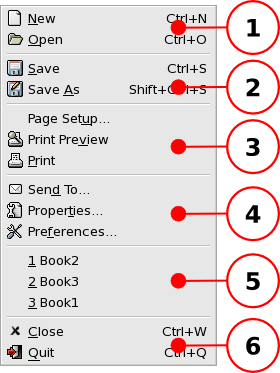 New Ctrl+N
1
Open Ctrl+O
Save Ctrl+S
2
Save As Shift+Ctrl+S
Page Setup...
Print Preview
3
Print
Send To...
Properties...
4
Preferences...
1 Book2
2 Book3
5
3 Book1
Close Ctrl+W
6
Quit Ctrl+Q